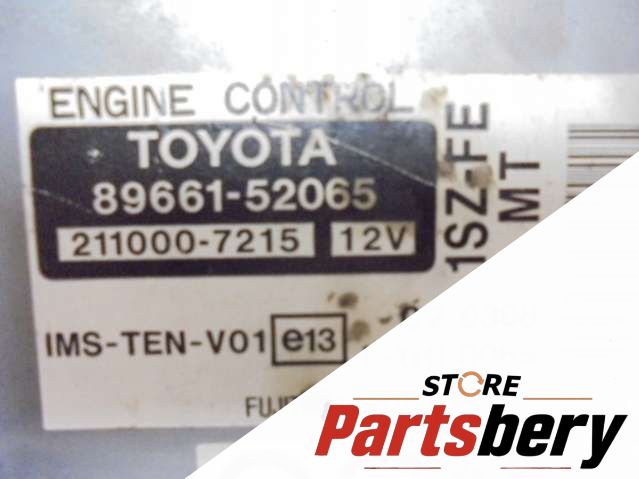 ENGINE CONTROL
TOYOTA
89661-52065
211000-7215 12V
1SZ-FE
MT
IMS-TEN-V01 e13
STORE
Partsbery